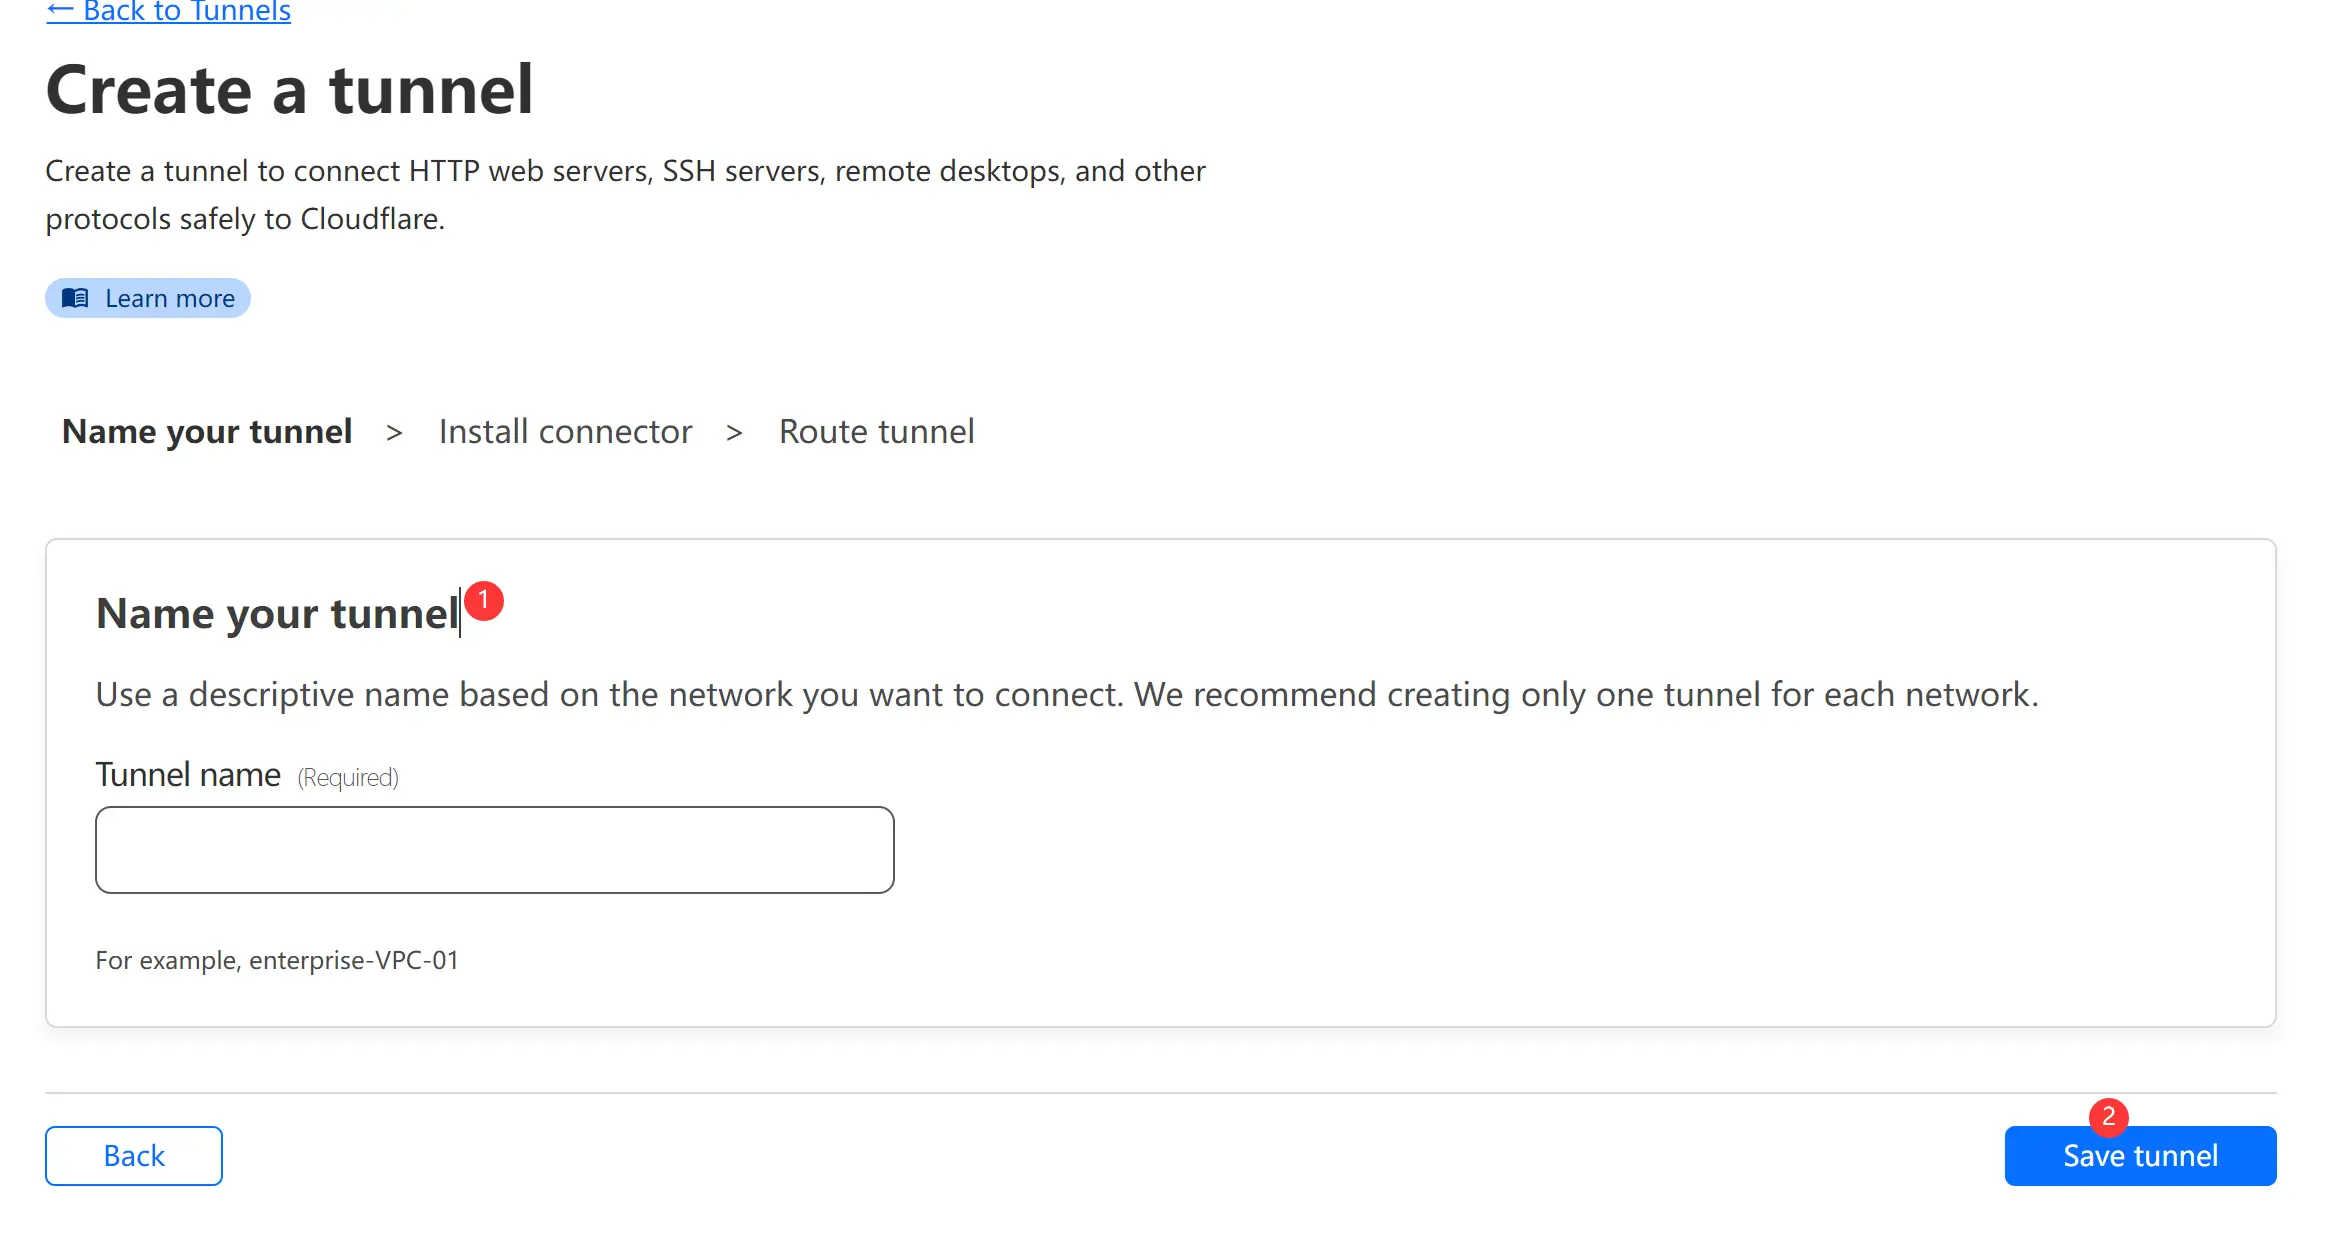 ← Back to Tunnels
Create a tunnel
Create a tunnel to connect HTTP web servers, SSH servers, remote desktops, and other
protocols safely to Cloudflare.
Learn more
Name your tunnel > Install connector > Route tunnel
Name your tunnel 1
Use a descriptive name based on the network you want to connect. We recommend creating only one tunnel for each network.
Tunnel name (Required)
For example, enterprise-VPC-01
2
Back Save tunnel